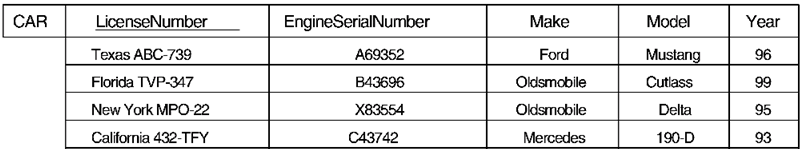 CAR LicenseNumber EngineSerialNumber Make Model Year
Texas ABC-739 A69352 Ford Mustang 96
Florida TVP-347 B43696 Oldsmobile Cutlass 99
New York MPO-22 X83554 Oldsmobile Delta 95
California 432-TFY C43742 Mercedes 190-D 93